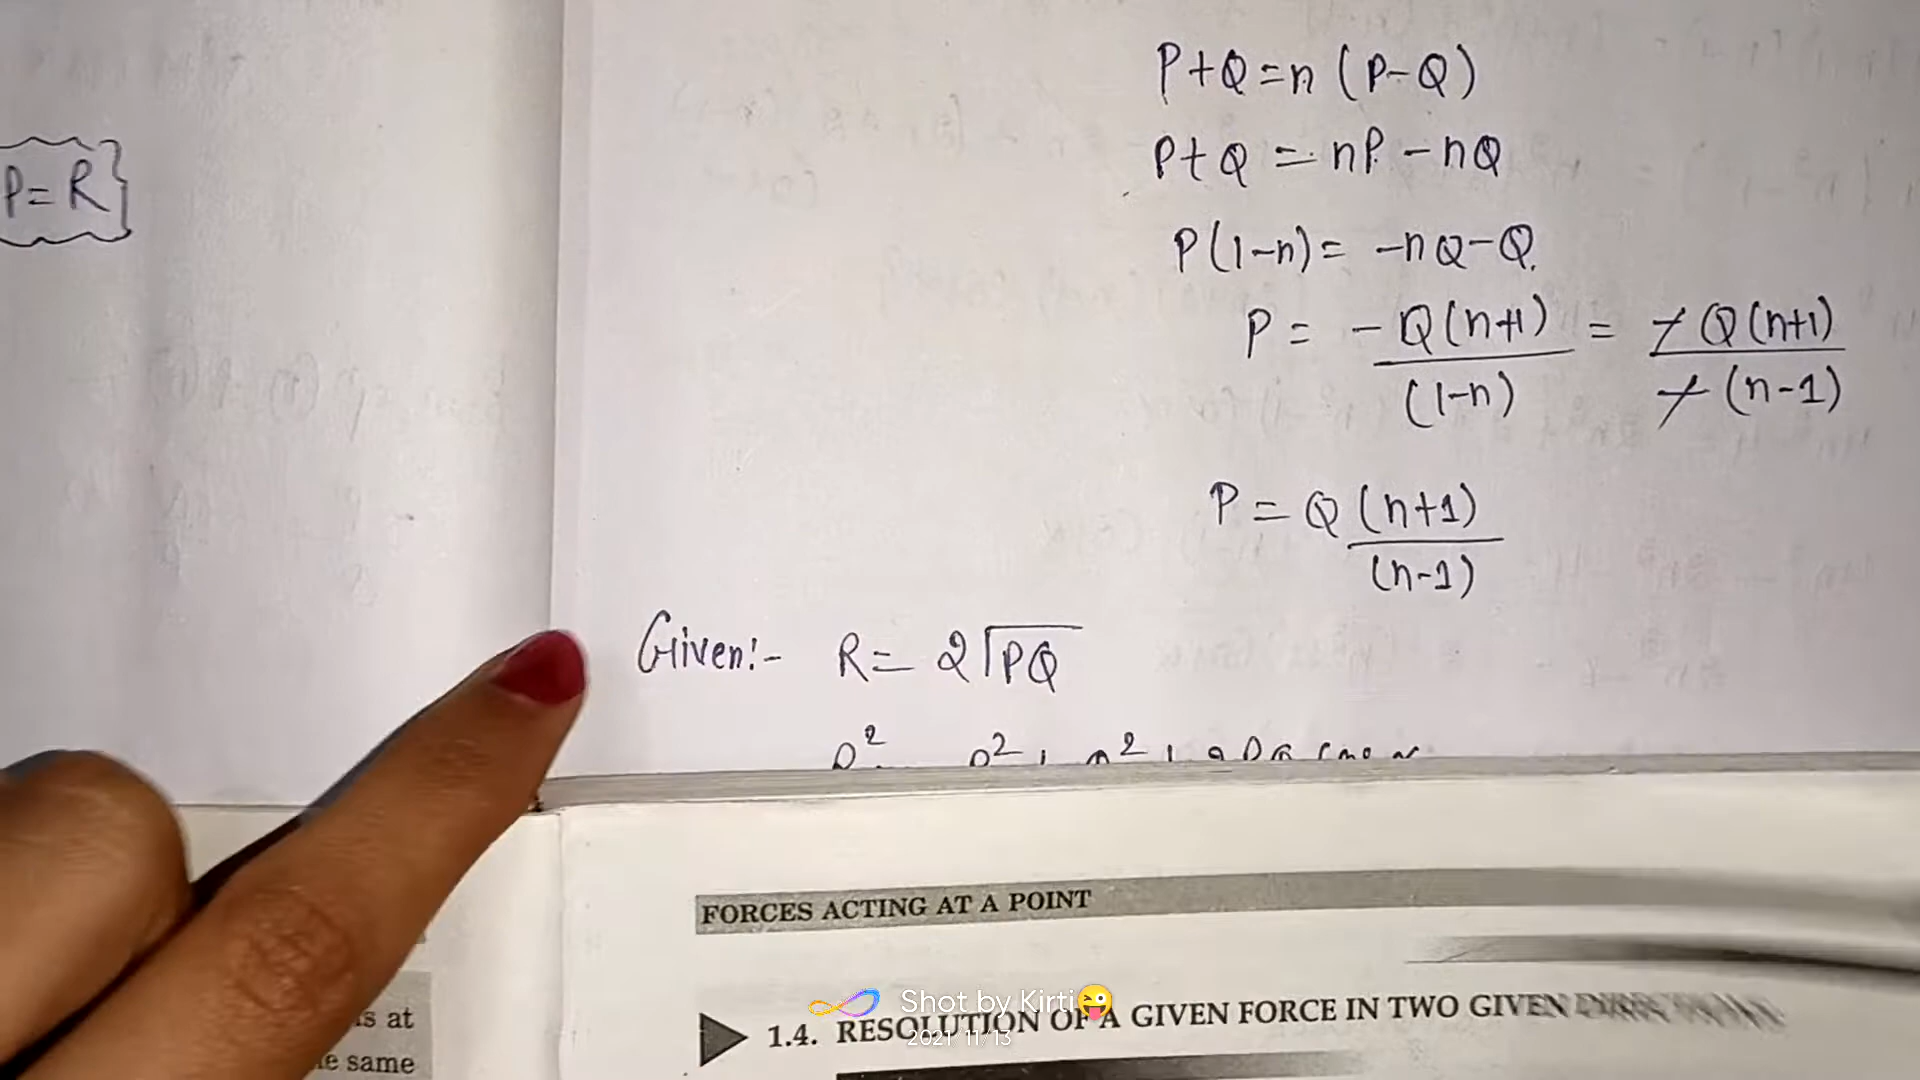 P=R
P+Q=n(P-Q)
P+Q = nP - nQ
P(1-n)= -nQ-Q.
P = -Q(n+1)/(1-n) = -Q(n+1)/-(n-1)
P = Q(n+1)/(n-1)
Given:- R= 2√PQ
FORCES ACTING AT A POINT
1.4. RESOLUTION OF A GIVEN FORCE IN TWO GIVEN
is at
same
Shot by Kirti😜
2021/11/13